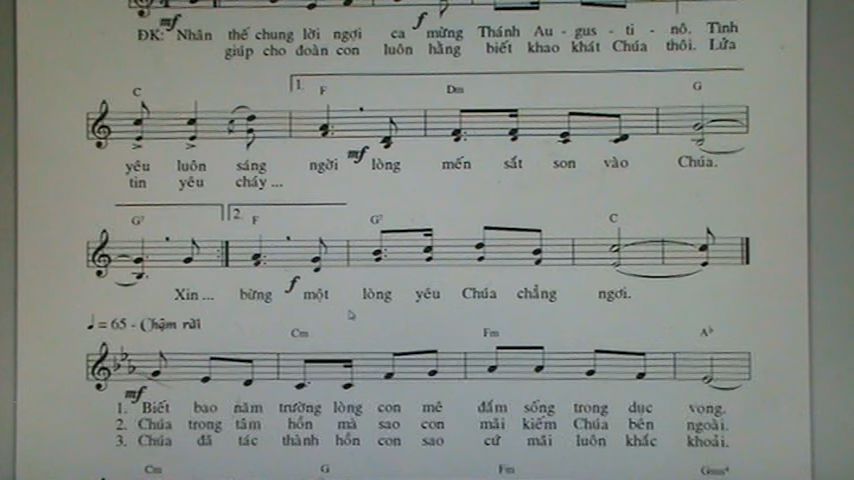 mf f
ĐK: Nhân thế chung lời ngợi ca mừng Thánh Au - gus - ti - nô. Tình
giúp cho đoàn con luôn hằng biết khao khát Chúa thôi. Lửa
1.
C F Dm G
mf
yêu luôn sáng ngời lòng mến sắt son vào Chúa.
tin yêu cháy ...
2.
G7 F G7 C
f
Xin ... bừng một lòng yêu Chúa chẳng ngơi.
♩ = 65 - Chậm rãi
Cm Fm Ab
mf
1. Biết bao năm trường lòng con mê đắm sống trong dục vọng.
2. Chúa trong tâm hồn mà sao con mãi kiếm Chúa bên ngoài.
3. Chúa đã tác thành hồn con sao cứ mãi luôn khắc khoải.
Cm G Fm Gsus4